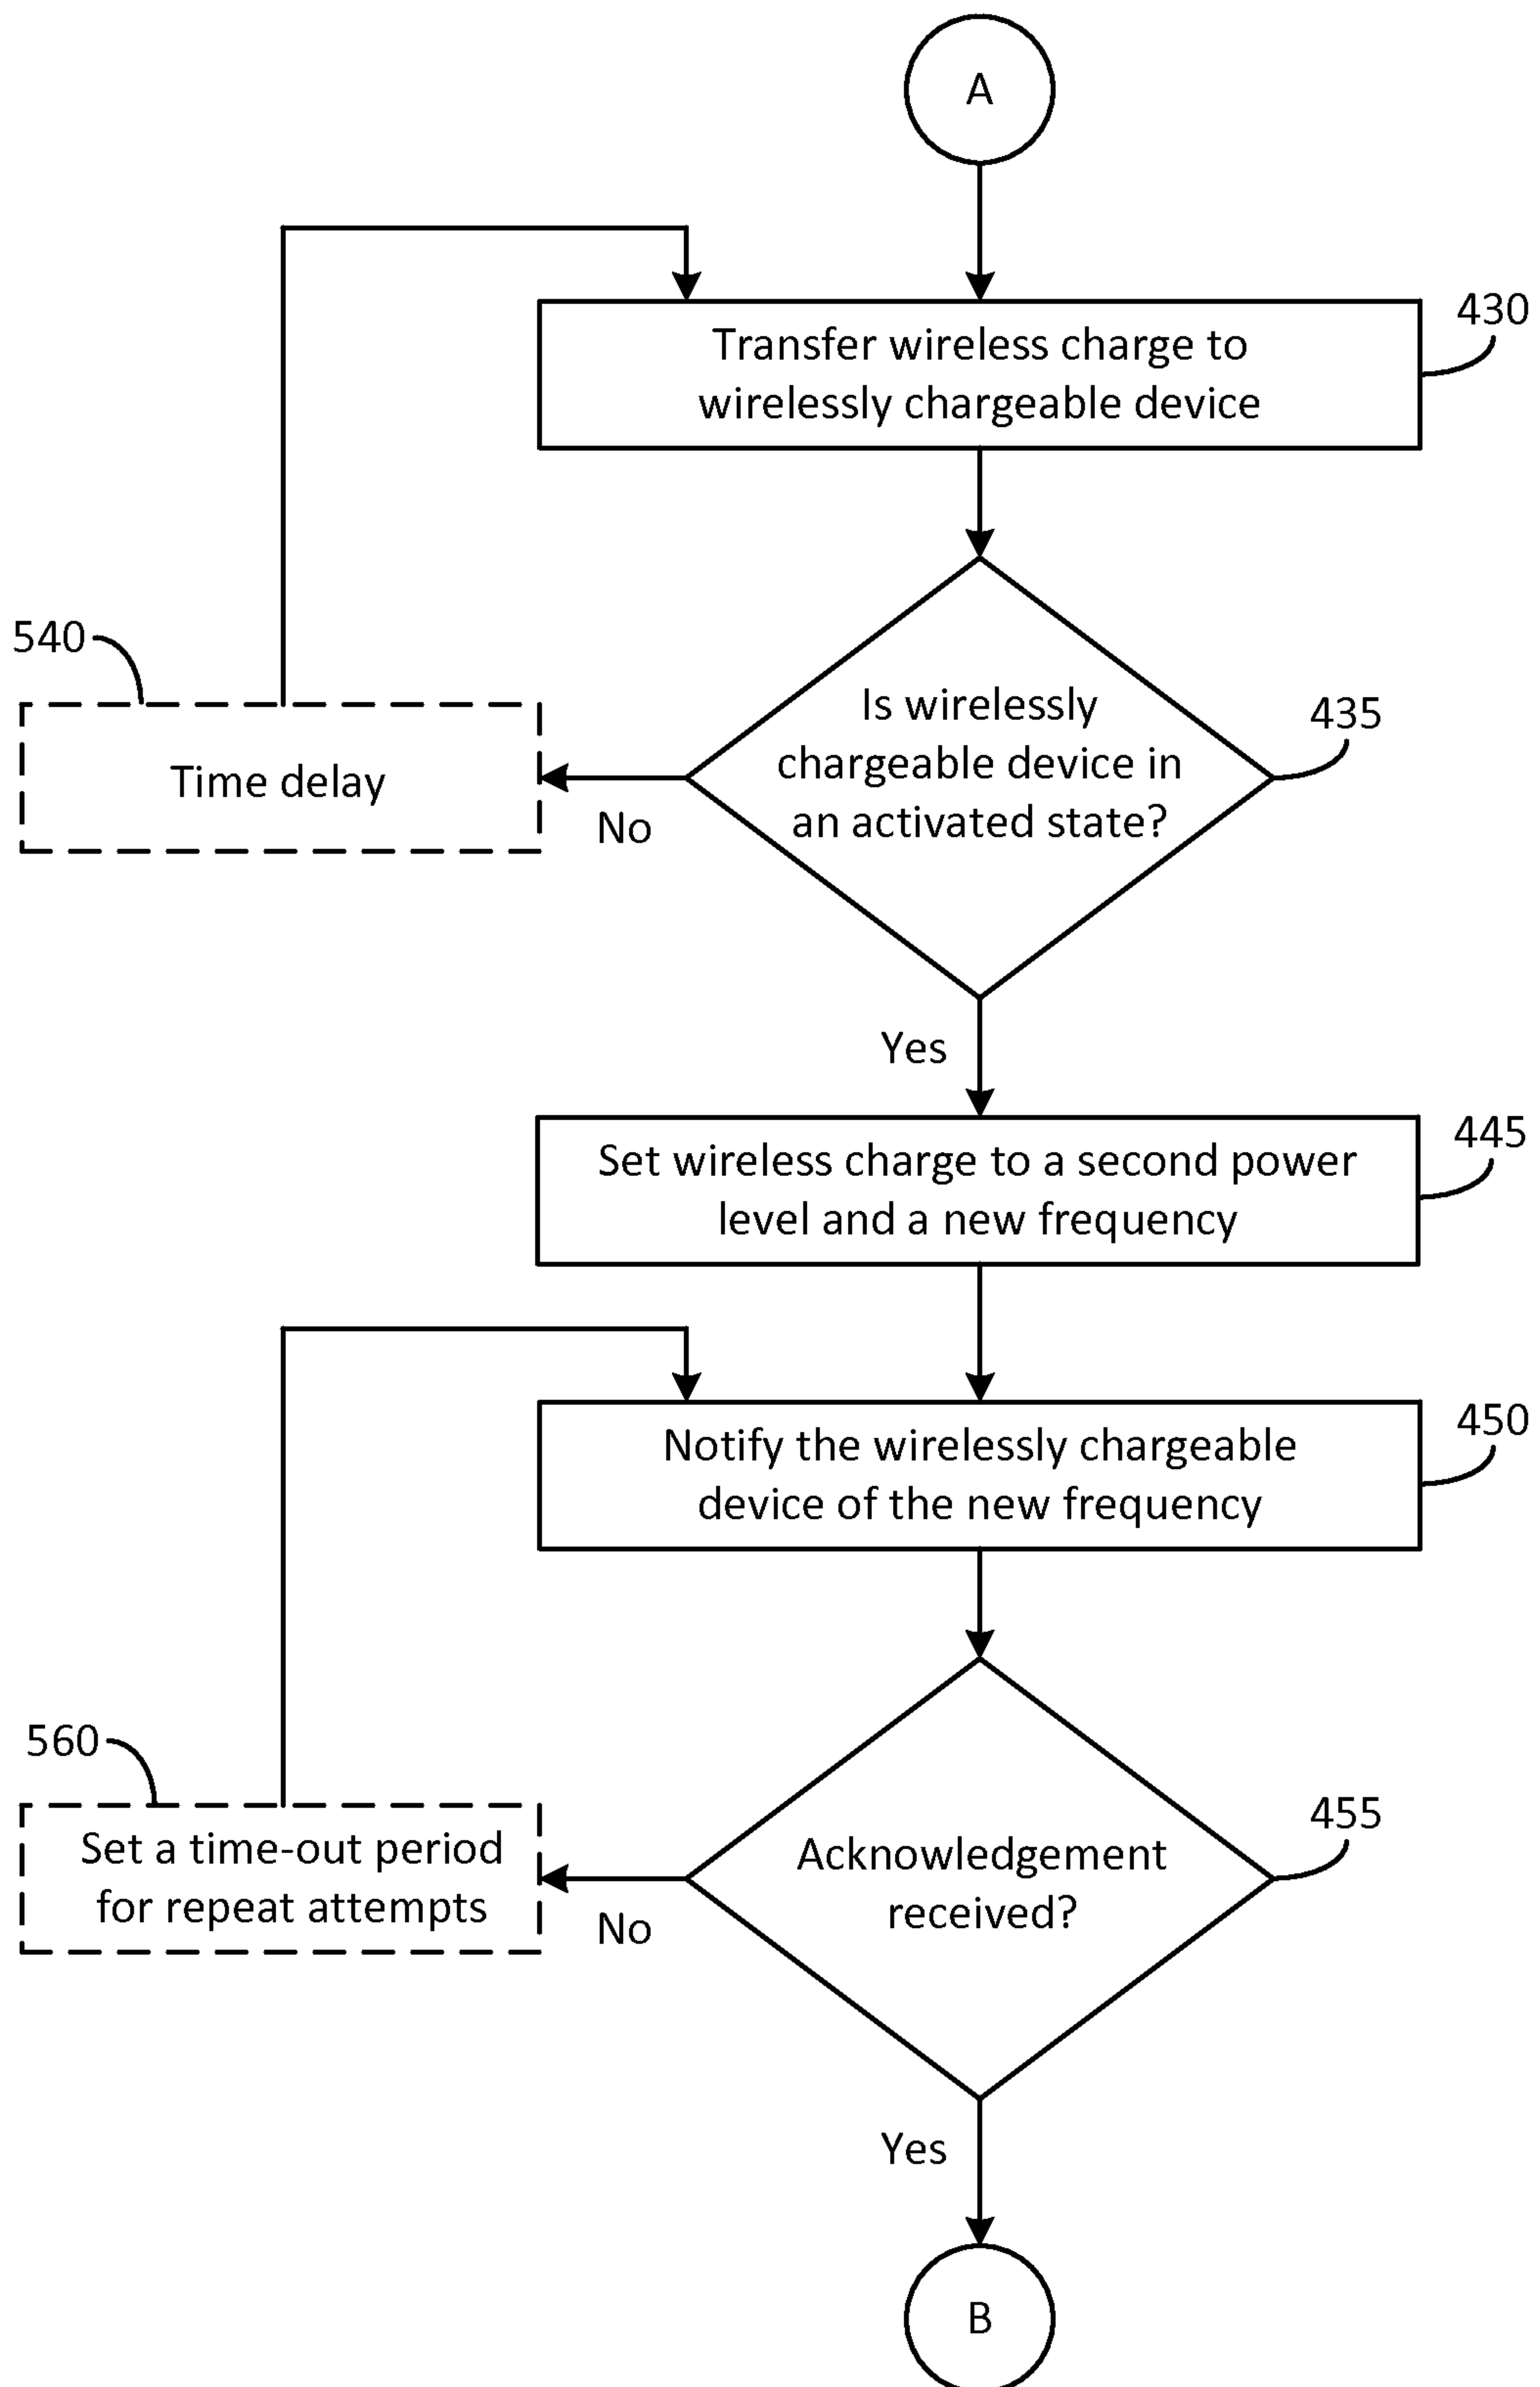 A
Transfer wireless charge to
wirelessly chargeable device
430
540
Time delay
No
Is wirelessly
chargeable device in
an activated state?
435
Yes
Set wireless charge to a second power
level and a new frequency
445
Notify the wirelessly chargeable
device of the new frequency
450
560
Set a time-out period
for repeat attempts
No
Acknowledgement
received?
455
Yes
B